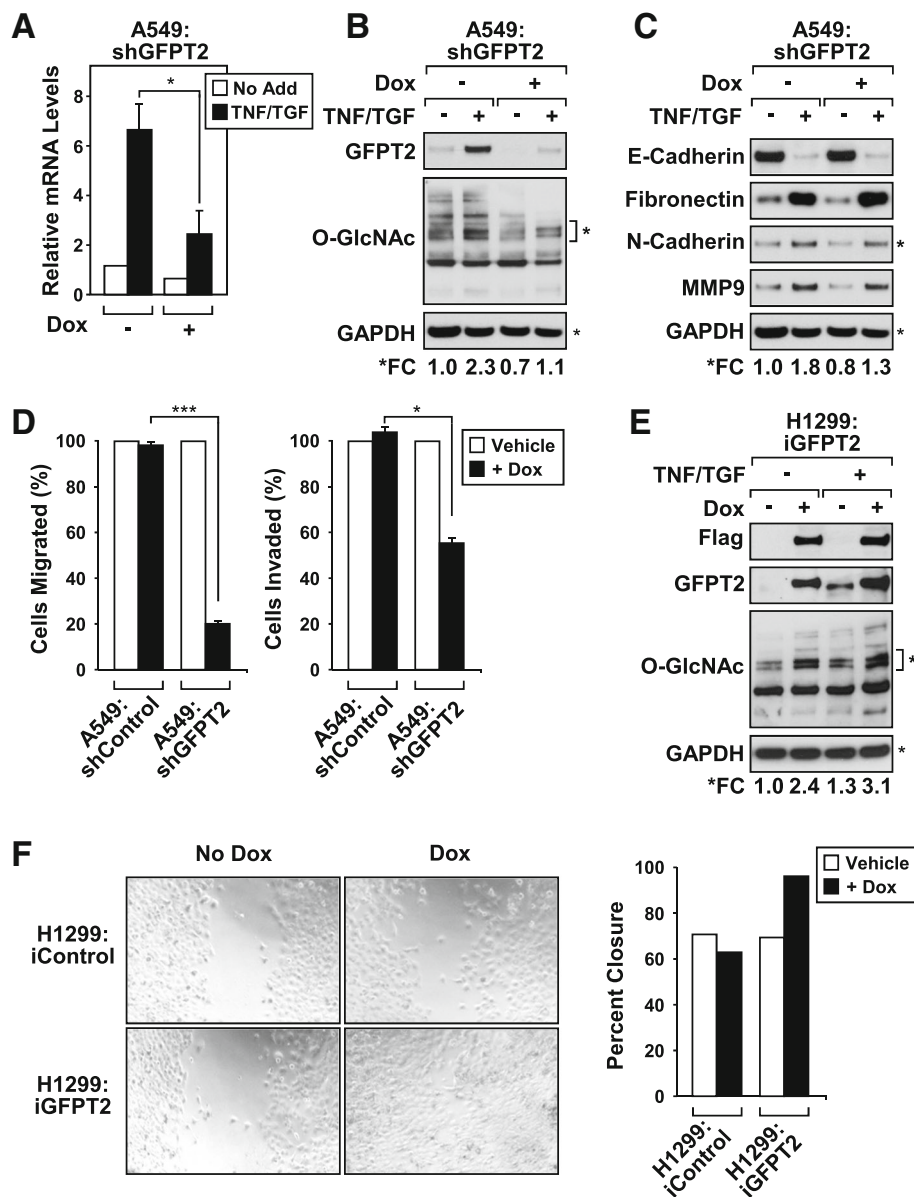 A
A549:
shGFPT2
Relative mRNA Levels
8
6
4
2
0
*
No Add
TNF/TGF
Dox
-
+
B
A549:
shGFPT2
Dox - +
TNF/TGF - + - +
GFPT2
O-GlcNAc *
GAPDH *
*FC 1.0 2.3 0.7 1.1
C
A549:
shGFPT2
Dox - +
TNF/TGF - + - +
E-Cadherin
Fibronectin
N-Cadherin *
MMP9
GAPDH *
*FC 1.0 1.8 0.8 1.3
D
Cells Migrated (%)
100
80
60
40
20
0
***
A549:
shControl
A549:
shGFPT2
Cells Invaded (%)
100
80
60
40
20
0
*
Vehicle
+ Dox
A549:
shControl
A549:
shGFPT2
E
H1299:
iGFPT2
TNF/TGF - +
Dox - + - +
Flag
GFPT2
O-GlcNAc *
GAPDH *
*FC 1.0 2.4 1.3 3.1
F
No Dox
Dox
H1299:
iControl
H1299:
iGFPT2
Percent Closure
100
80
60
40
20
0
Vehicle
+ Dox
H1299:
iControl
H1299:
iGFPT2